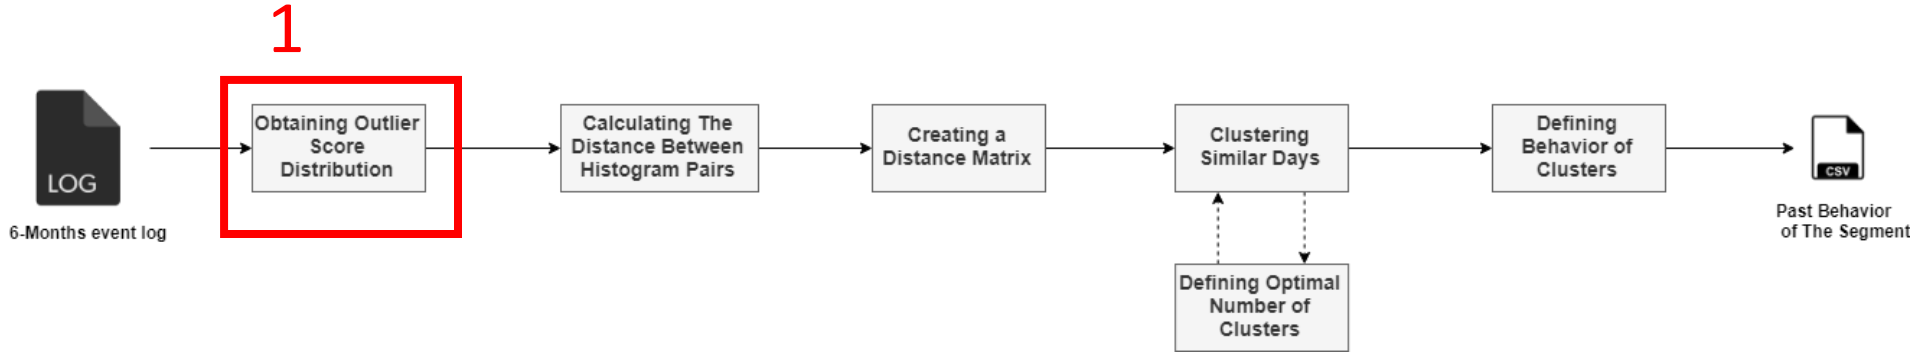 1
LOG
6-Months event log
Obtaining Outlier
Score
Distribution
Calculating The
Distance Between
Histogram Pairs
Creating a
Distance Matrix
Clustering
Similar Days
Defining Optimal
Number of
Clusters
Defining
Behavior of
Clusters
CSV
Past Behavior
of The Segment